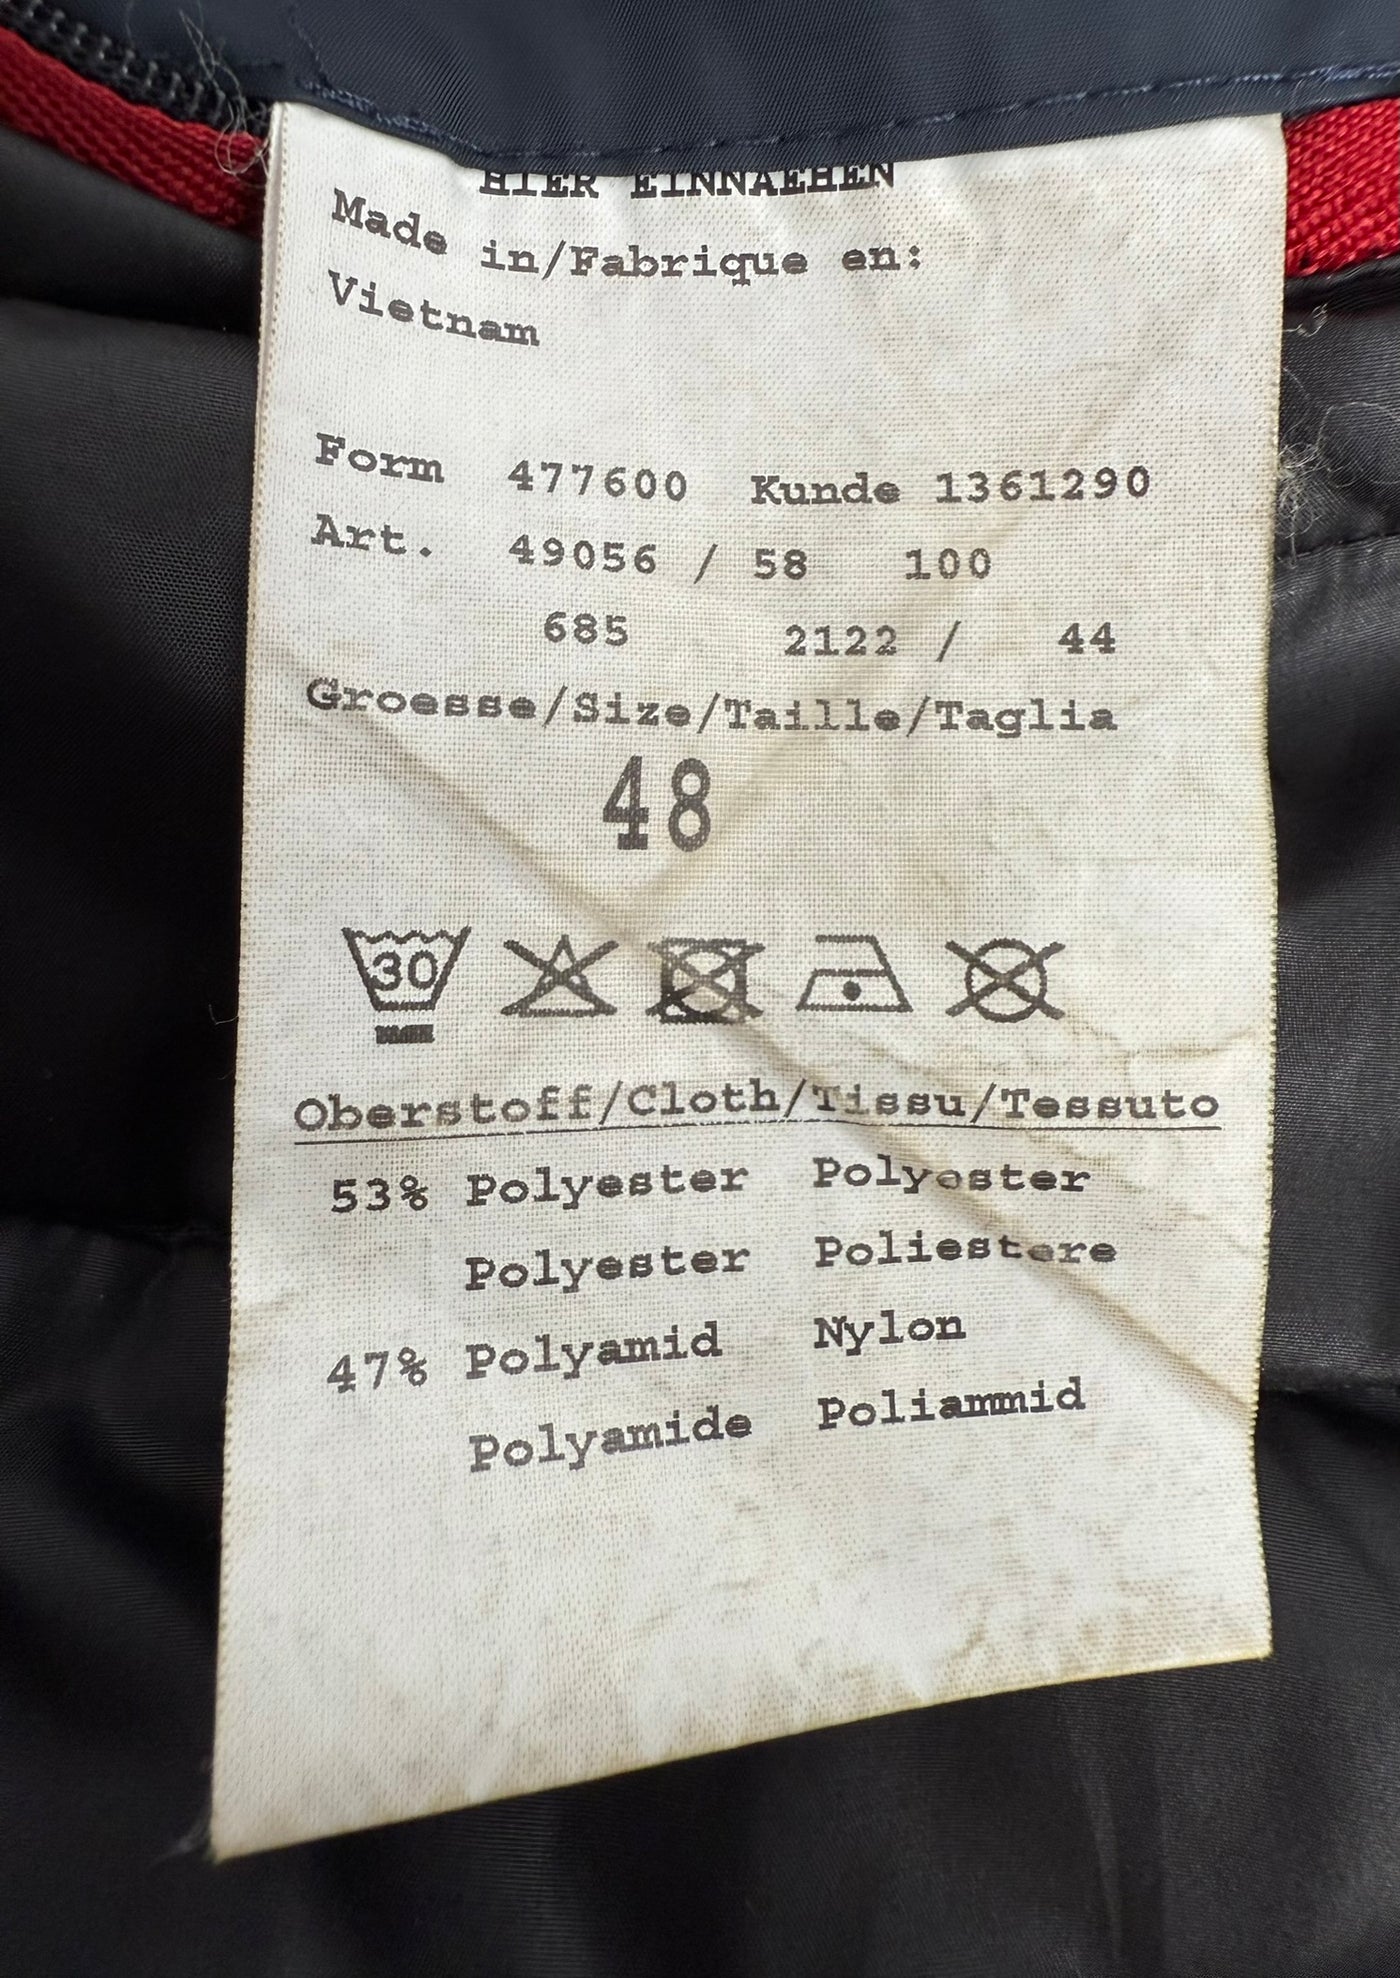 HIER EINNAEHEN
Made in/Fabrique en:
Vietnam
Form 477600 Kunde 1361290
Art. 49056 / 58 100
685 2122 / 44
Groesse/Size/Taille/Taglia
48
30
Oberstoff/Cloth/Tissu/Tessuto
53% Polyester Polyester
Polyester Poliestere
47% Polyamid Nylon
Polyamide Poliammid